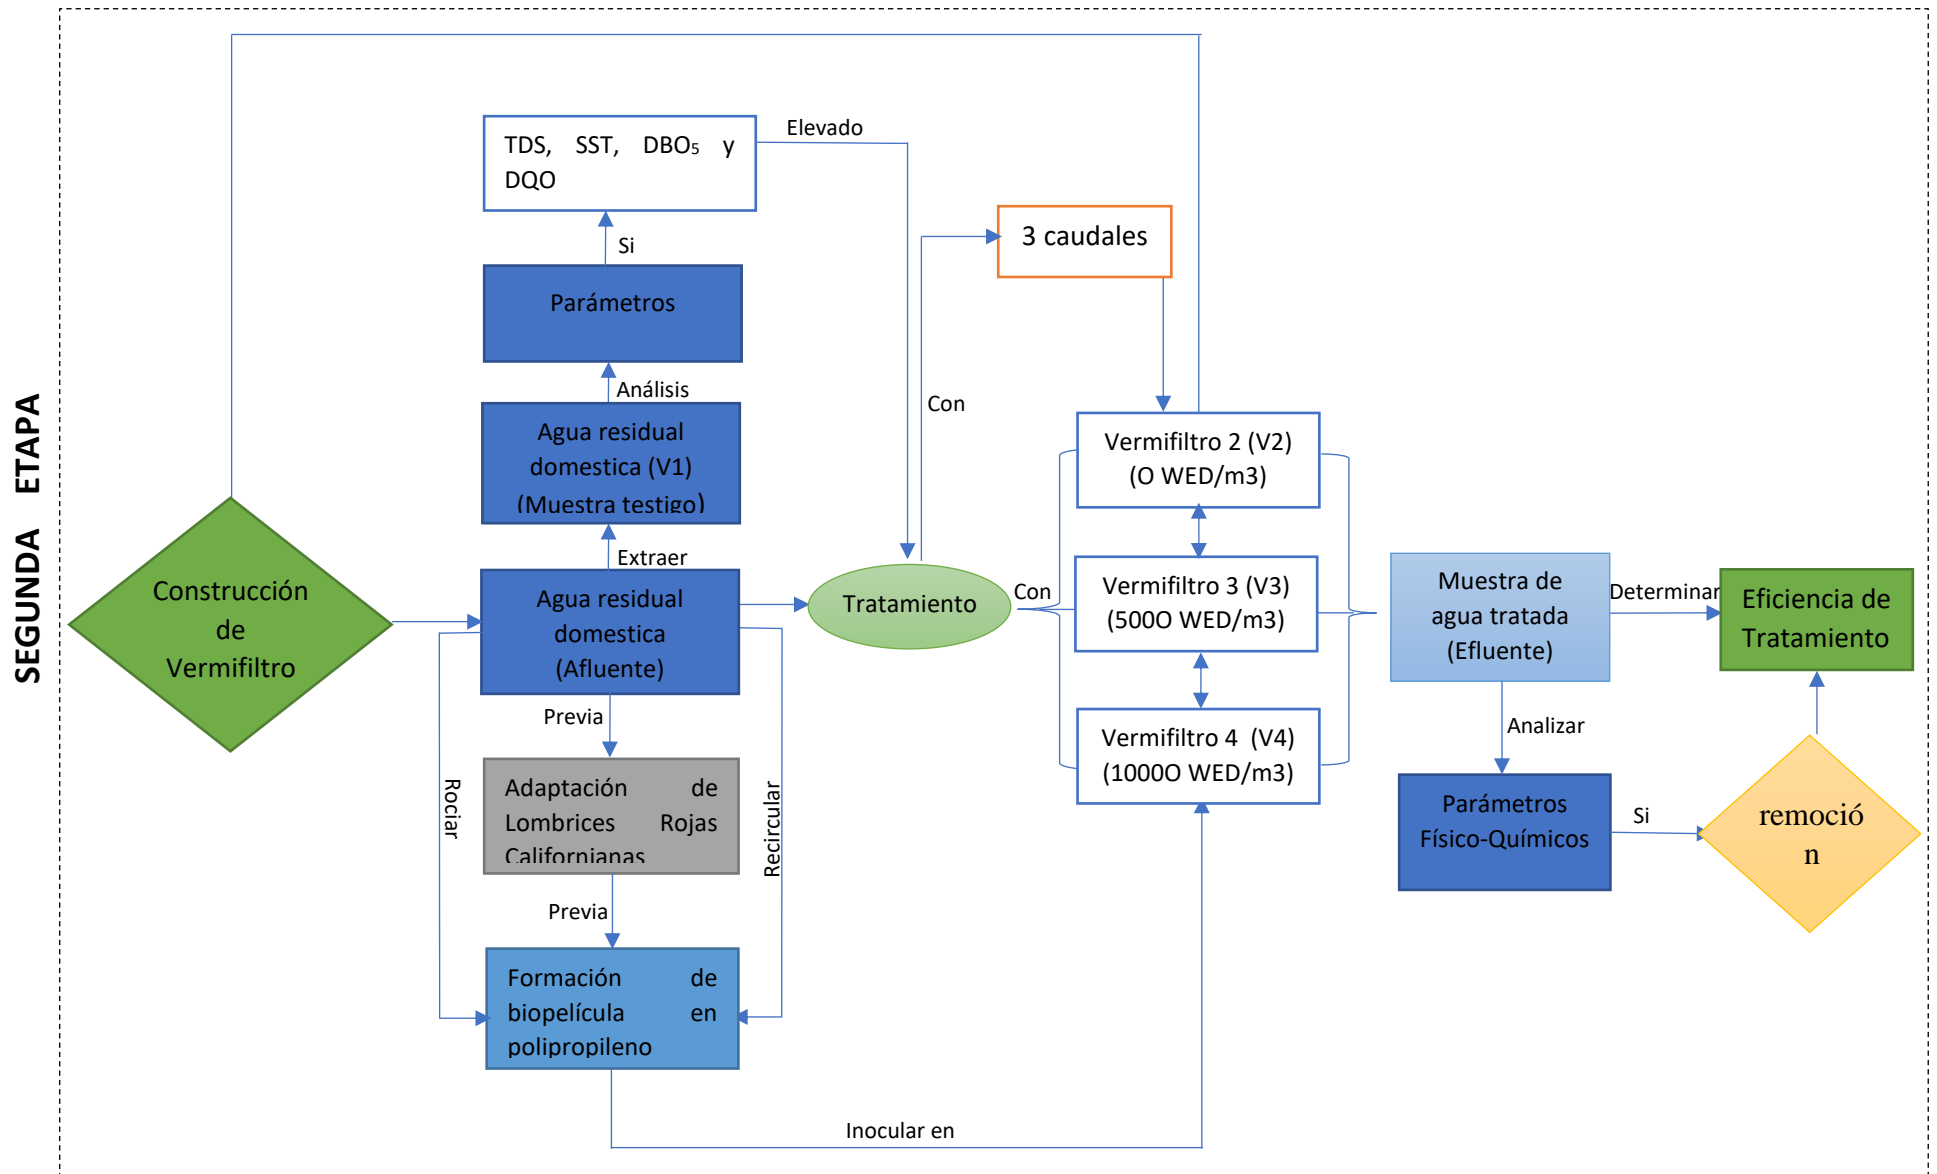 SEGUNDA ETAPA
Construcción
de
Vermifiltro
TDS, SST, DBO₅ y
DQO
Elevado
Si
Parámetros
Análisis
Agua residual
domestica (V1)
(Muestra testigo)
Extraer
Agua residual
domestica
(Afluente)
Previa
Rociar
Recircular
Adaptación de
Lombrices Rojas
Californianas
Previa
Formación de
biopelícula en
polipropileno
Inocular en
Tratamiento
Con
3 caudales
Con
Vermifiltro 2 (V2)
(O WED/m3)
Vermifiltro 3 (V3)
(500O WED/m3)
Vermifiltro 4 (V4)
(1000O WED/m3)
Muestra de
agua tratada
(Efluente)
Determinar
Eficiencia de
Tratamiento
Analizar
Parámetros
Físico-Químicos
Si
remoció
n